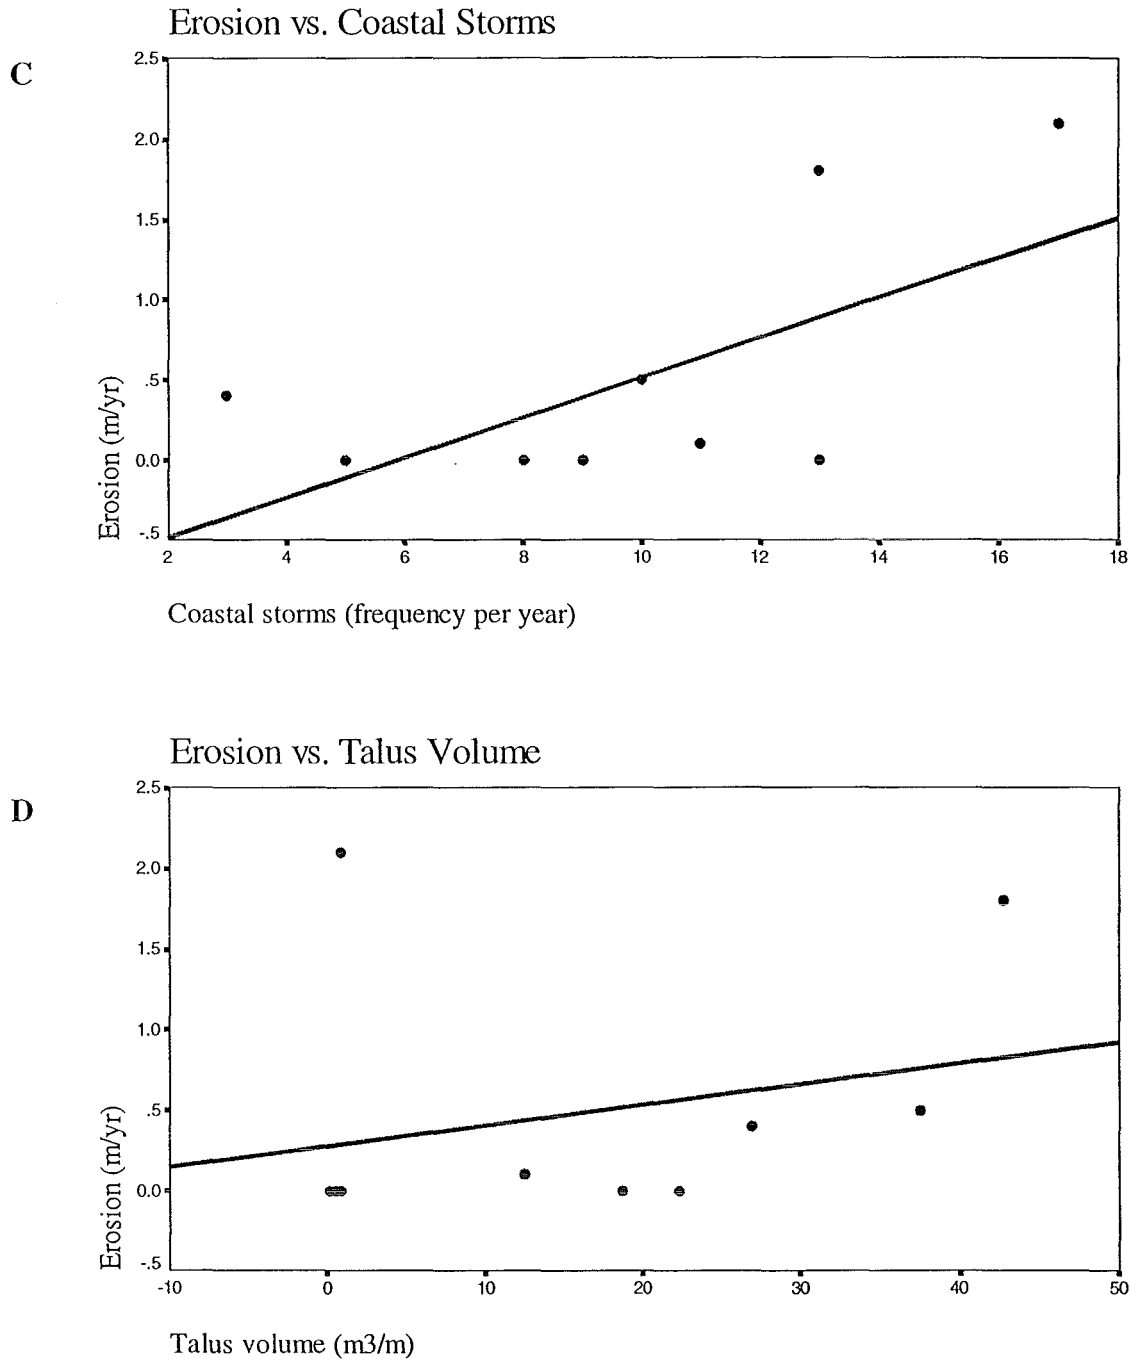 Erosion vs. Coastal Storms
C
2.5
2.0
1.5
1.0
.5
0.0
-.5
Erosion (m/yr)
2 4 6 8 10 12 14 16 18
Coastal storms (frequency per year)
Erosion vs. Talus Volume
D
2.5
2.0
1.5
1.0
.5
0.0
-.5
Erosion (m/yr)
-10 0 10 20 30 40 50
Talus volume (m3/m)